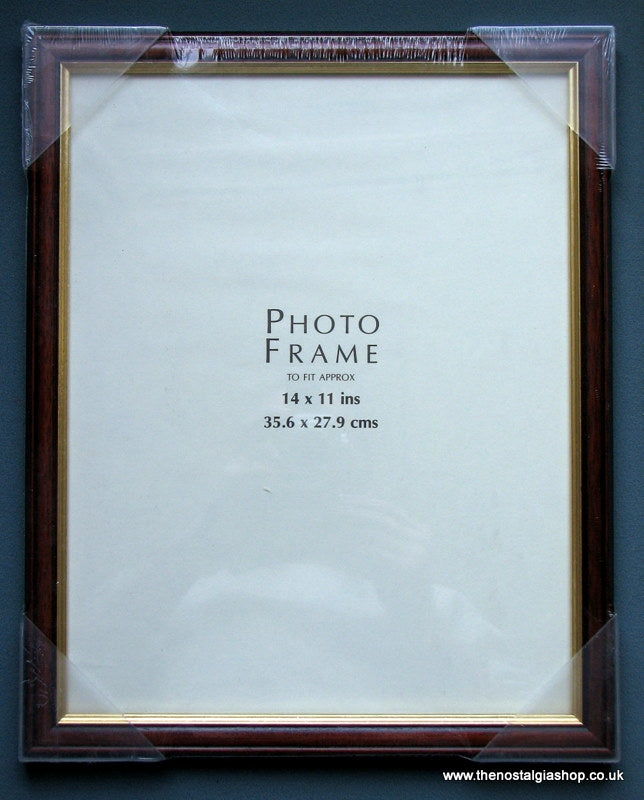 PHOTO
FRAME
TO FIT APPROX
14 x 11 ins
35.6 x 27.9 cms
www.thenostalgiashop.co.uk